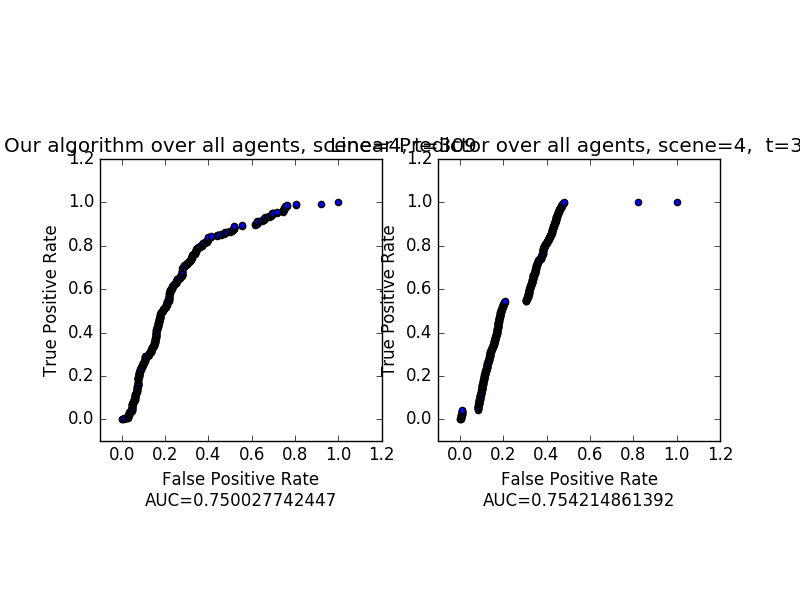 Our algorithm over all agents, scene=4, t=309
Linear Predictor over all agents, scene=4, t=3
1.2
1.0
0.8
0.6
0.4
0.2
0.0
True Positive Rate
0.0 0.2 0.4 0.6 0.8 1.0 1.2
False Positive Rate
AUC=0.750027742447
1.2
1.0
0.8
0.6
0.4
0.2
0.0
True Positive Rate
0.0 0.2 0.4 0.6 0.8 1.0 1.2
False Positive Rate
AUC=0.754214861392